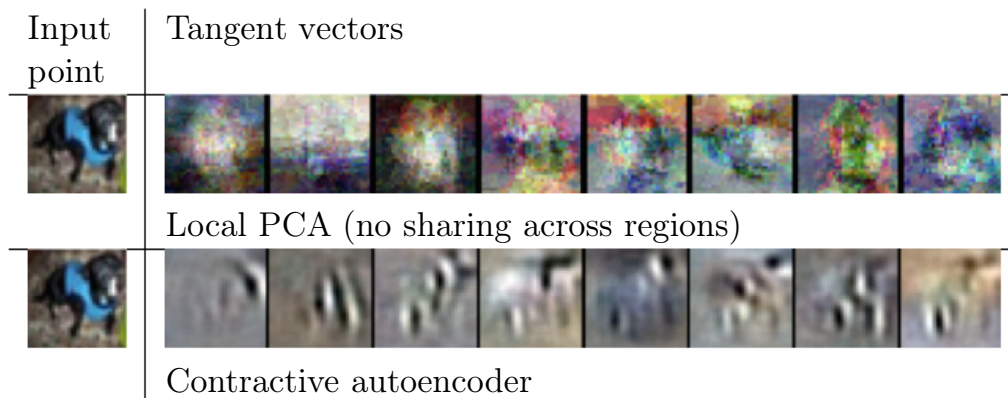 Input
point
Tangent vectors
Local PCA (no sharing across regions)
Contractive autoencoder